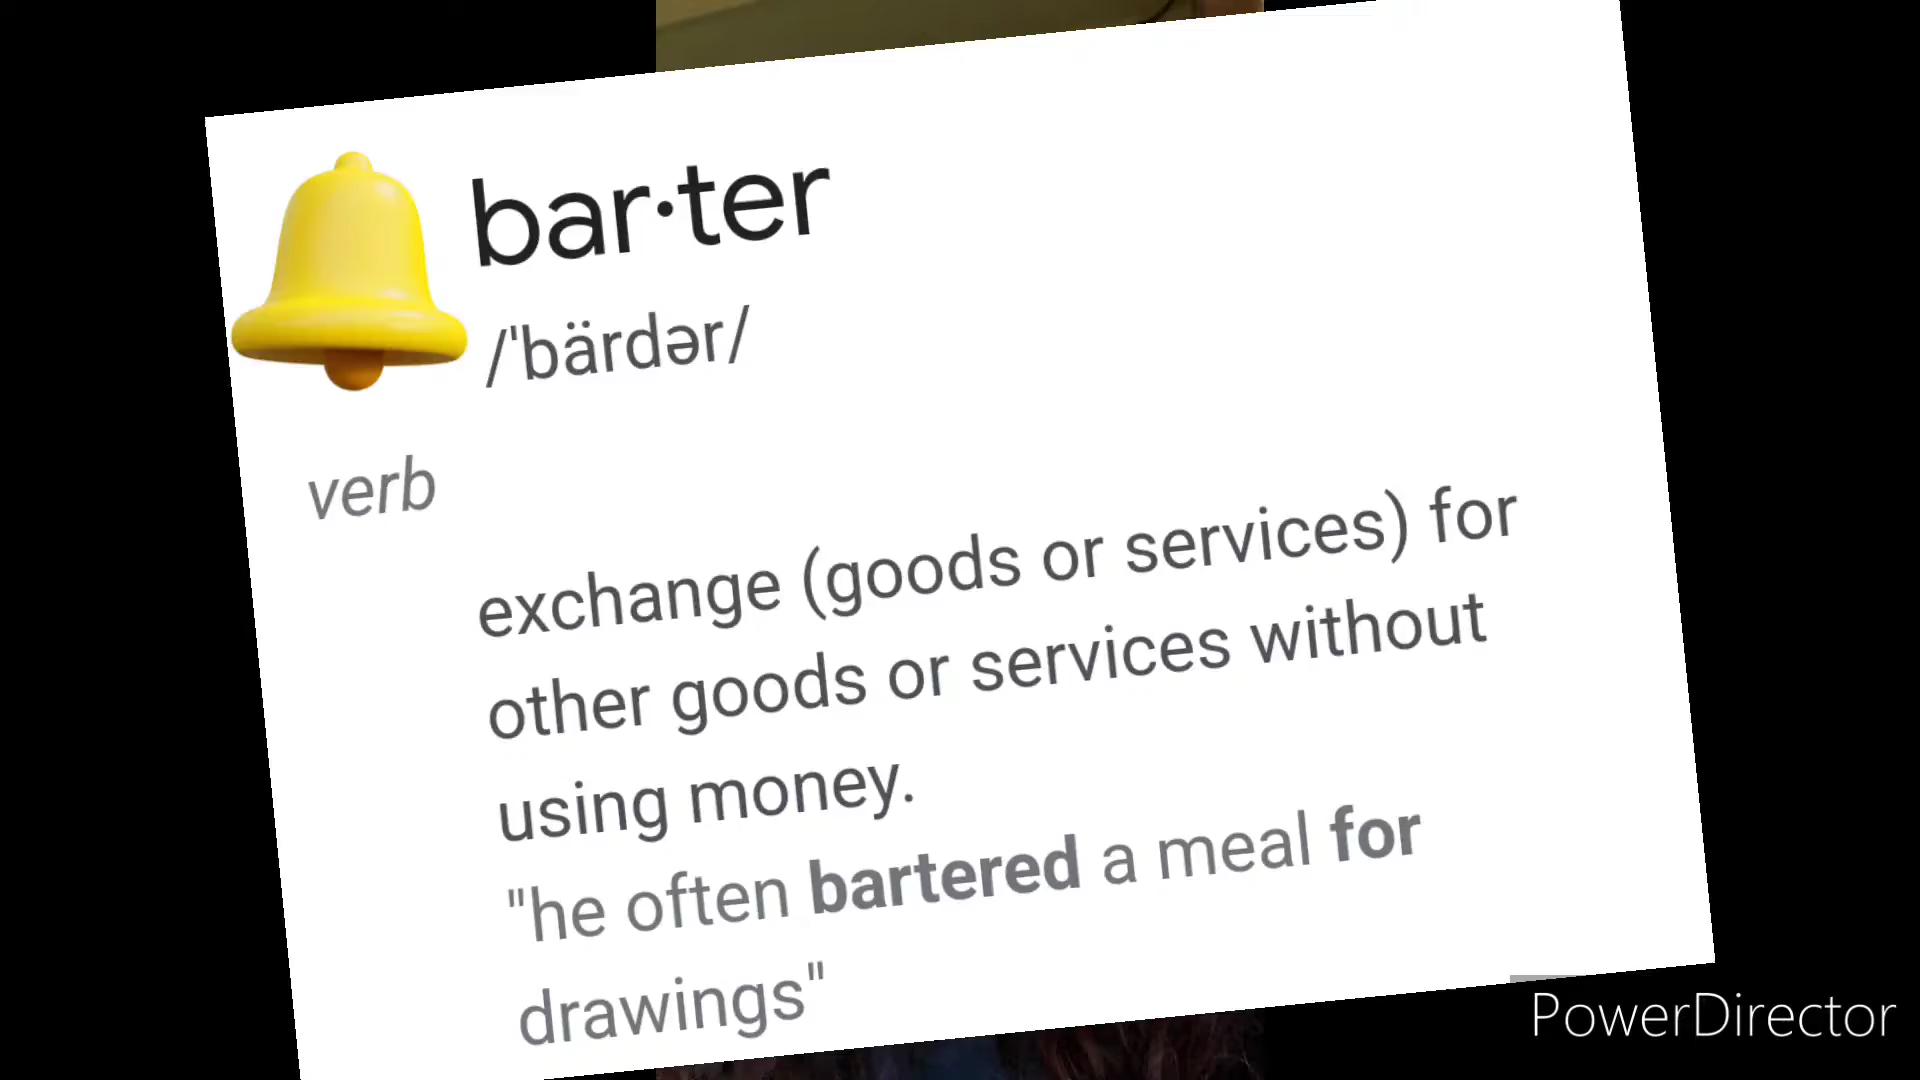 bar·ter
/ˈbärdər/
verb
exchange (goods or services) for
other goods or services without
using money.
"he often bartered a meal for
drawings"
PowerDirector